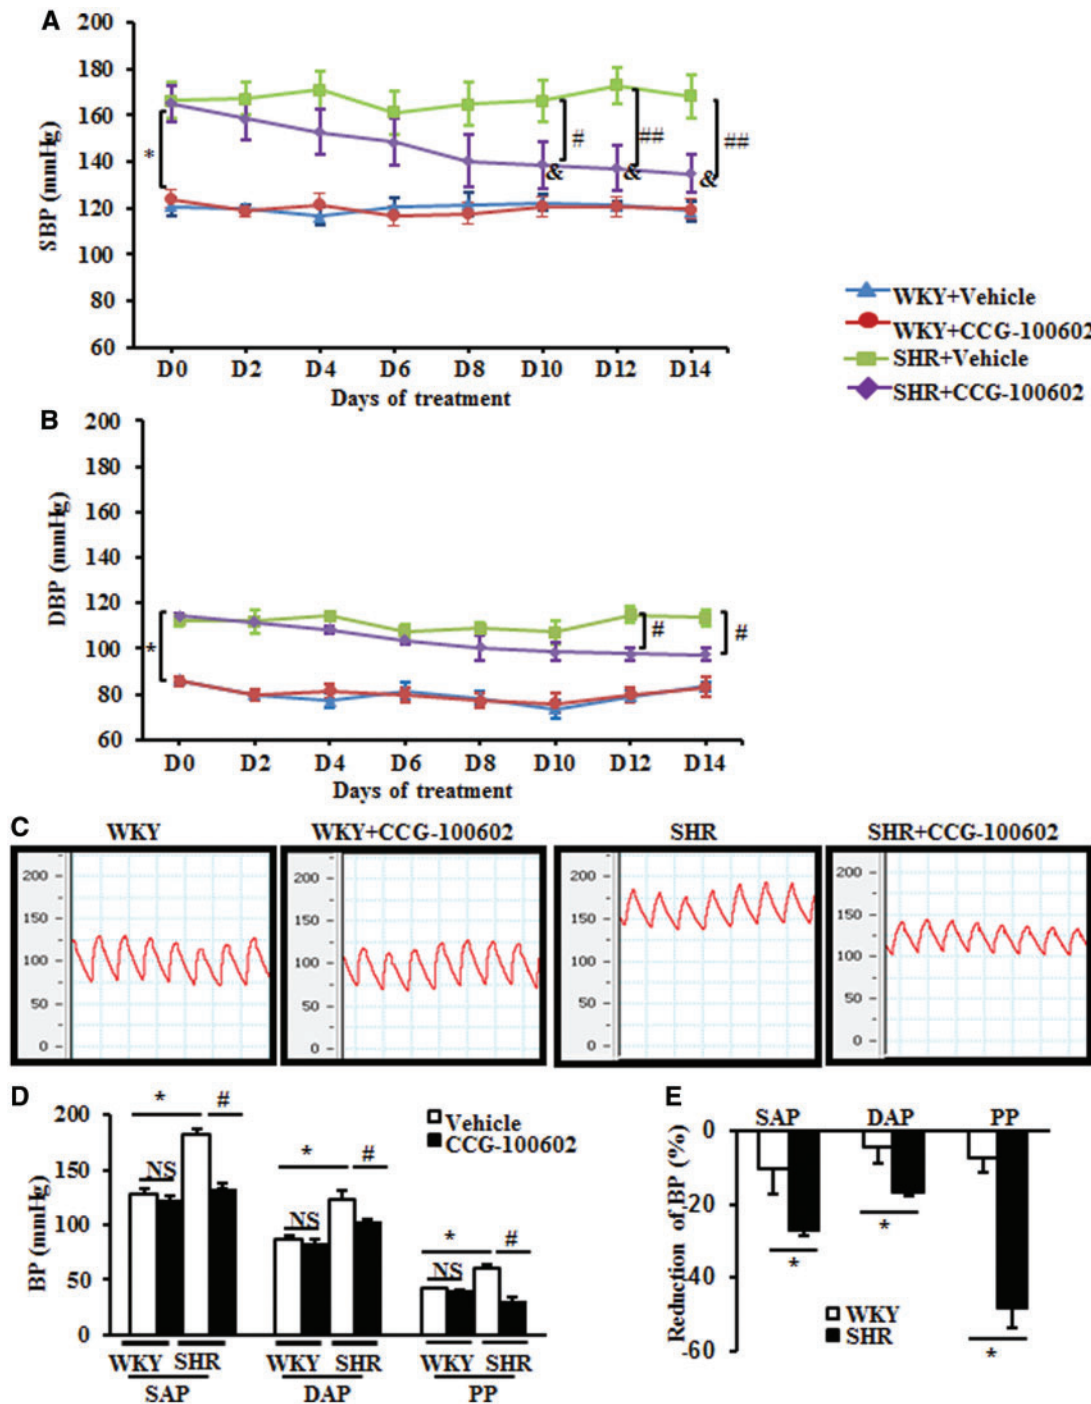 A
200
180
160
140
120
100
80
60
SBP (mmHg)
*
#
##
##
&
&
&
D0 D2 D4 D6 D8 D10 D12 D14
Days of treatment
WKY+Vehicle
WKY+CCG-100602
SHR+Vehicle
SHR+CCG-100602
B
200
180
160
140
120
100
80
60
DBP (mmHg)
*
#
#
D0 D2 D4 D6 D8 D10 D12 D14
Days of treatment
C
WKY
WKY+CCG-100602
SHR
SHR+CCG-100602
200
150
100
50
0
200
150
100
50
0
200
150
100
50
0
200
150
100
50
0
D
200
150
100
50
0
BP (mmHg)
* #
NS
* #
NS
* #
NS
Vehicle
CCG-100602
WKY SHR WKY SHR WKY SHR
SAP DAP PP
E
SAP DAP PP
0
-20
-40
-60
Reduction of BP (%)
*
*
*
WKY
SHR